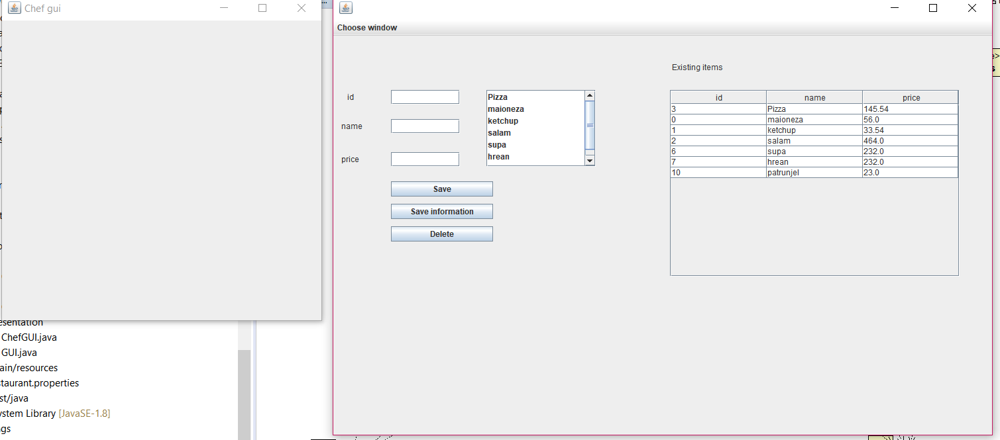 Chef gui
Choose window
Existing items
id
name
price
Pizza
maioneza
ketchup
salam
supa
hrean
Save
Save information
Delete
id name price
3 Pizza 145.54
0 maioneza 56.0
1 ketchup 33.54
2 salam 464.0
6 supa 232.0
7 hrean 232.0
10 patrunjel 23.0
esentation
ChefGUI.java
GUI.java
ain/resources
staurant.properties
st/java
ystem Library [JavaSE-1.8]
gs